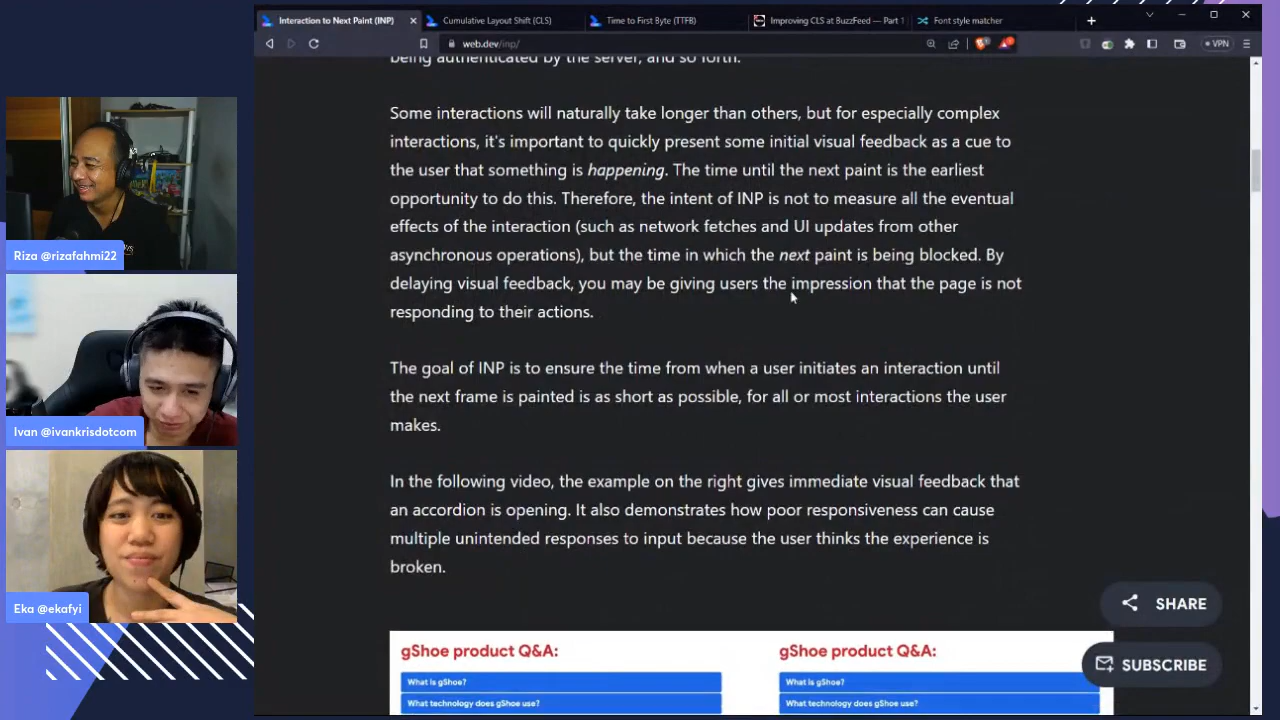 Interaction to Next Paint (INP)
Cumulative Layout Shift (CLS)
Time to First Byte (TTFB)
Improving CLS at BuzzFeed — Part 1
Font style matcher
web.dev/inp/
VPN
being authenticated by the server, and so forth.
Some interactions will naturally take longer than others, but for especially complex
interactions, it's important to quickly present some initial visual feedback as a cue to
the user that something is happening. The time until the next paint is the earliest
opportunity to do this. Therefore, the intent of INP is not to measure all the eventual
effects of the interaction (such as network fetches and UI updates from other
asynchronous operations), but the time in which the next paint is being blocked. By
delaying visual feedback, you may be giving users the impression that the page is not
responding to their actions.
The goal of INP is to ensure the time from when a user initiates an interaction until
the next frame is painted is as short as possible, for all or most interactions the user
makes.
In the following video, the example on the right gives immediate visual feedback that
an accordion is opening. It also demonstrates how poor responsiveness can cause
multiple unintended responses to input because the user thinks the experience is
broken.
SHARE
SUBSCRIBE
gShoe product Q&A:
What is gShoe?
What technology does gShoe use?
gShoe product Q&A:
What is gShoe?
What technology does gShoe use?
Riza @rizafahmi22
Ivan @ivankrisdotcom
Eka @ekafyi